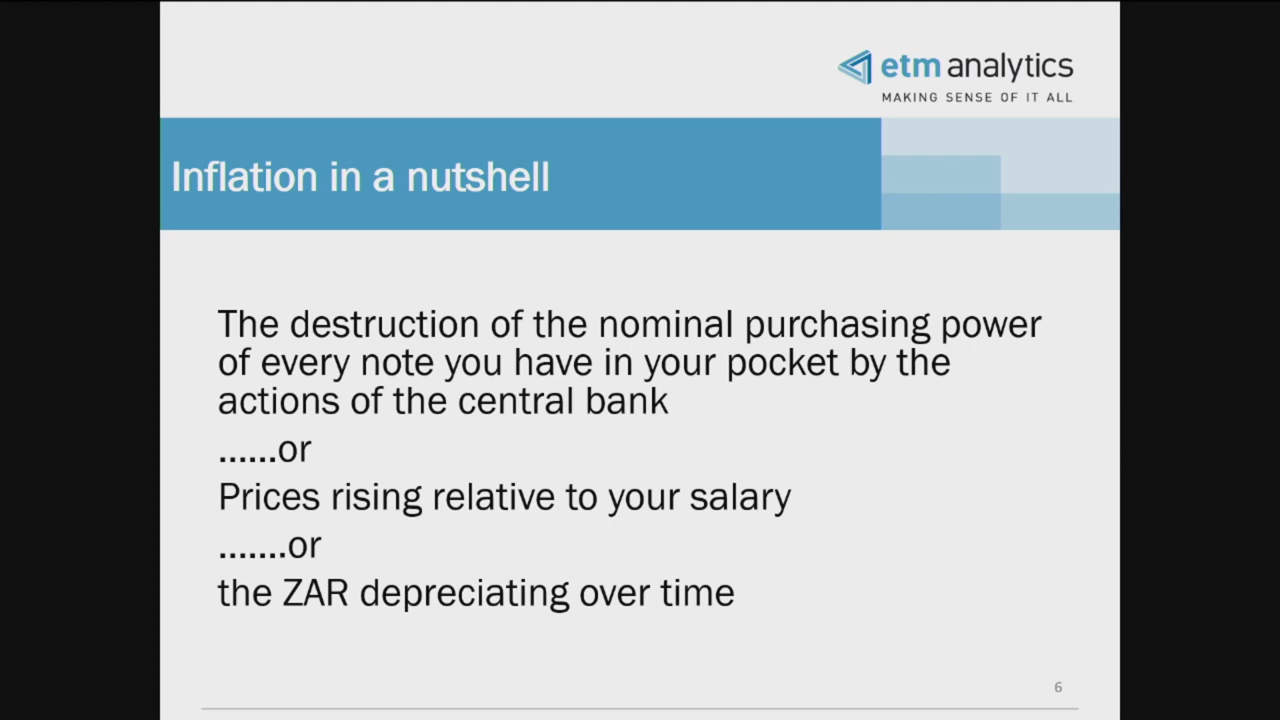 etm analytics
MAKING SENSE OF IT ALL
Inflation in a nutshell
The destruction of the nominal purchasing power
of every note you have in your pocket by the
actions of the central bank
......or
Prices rising relative to your salary
.......or
the ZAR depreciating over time
6